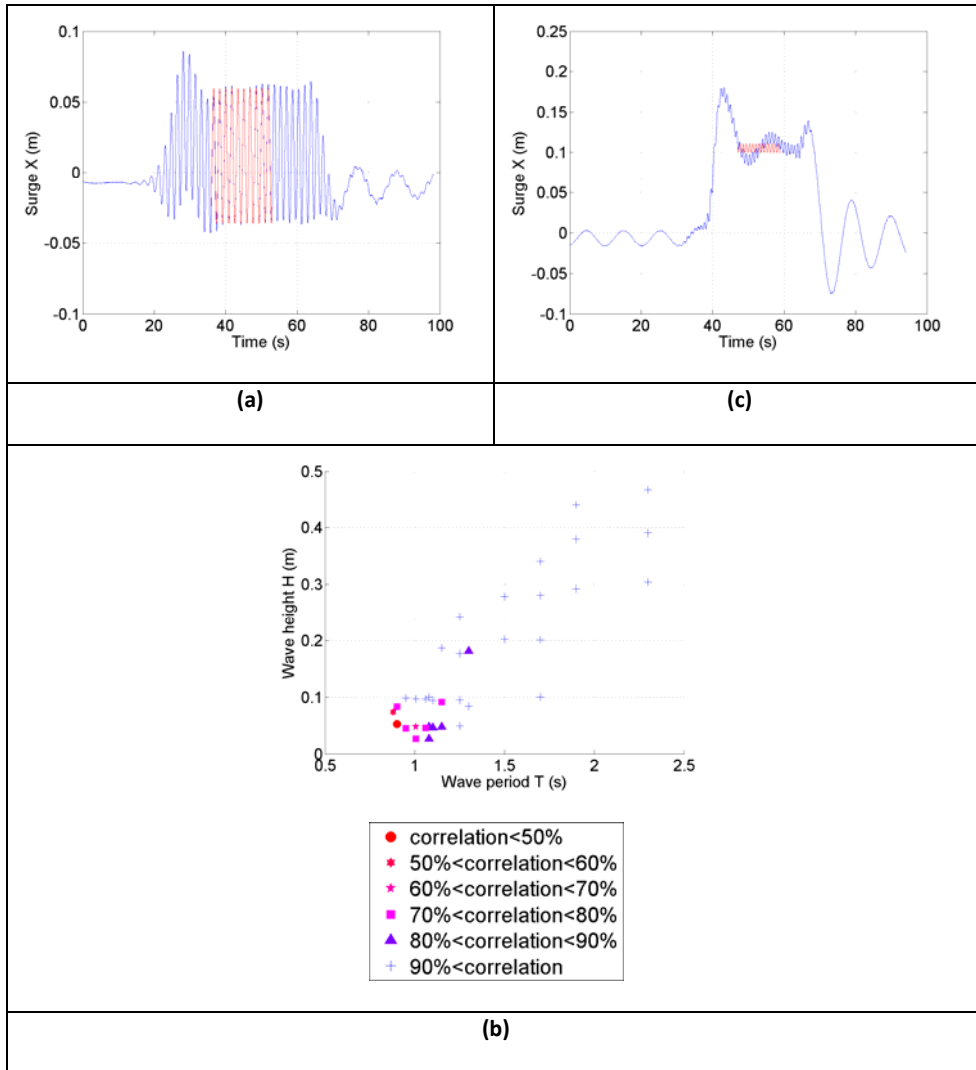 0.1
0.05
0
-0.05
-0.1
Surge X (m)
0 20 40 60 80 100
Time (s)
(a)
0.25
0.2
0.15
0.1
0.05
0
-0.05
-0.1
Surge X (m)
0 20 40 60 80 100
Time (s)
(c)
0.5
0.4
0.3
0.2
0.1
0
Wave height H (m)
0.5 1 1.5 2 2.5
Wave period T (s)
correlation<50%
50%<correlation<60%
60%<correlation<70%
70%<correlation<80%
80%<correlation<90%
90%<correlation
(b)